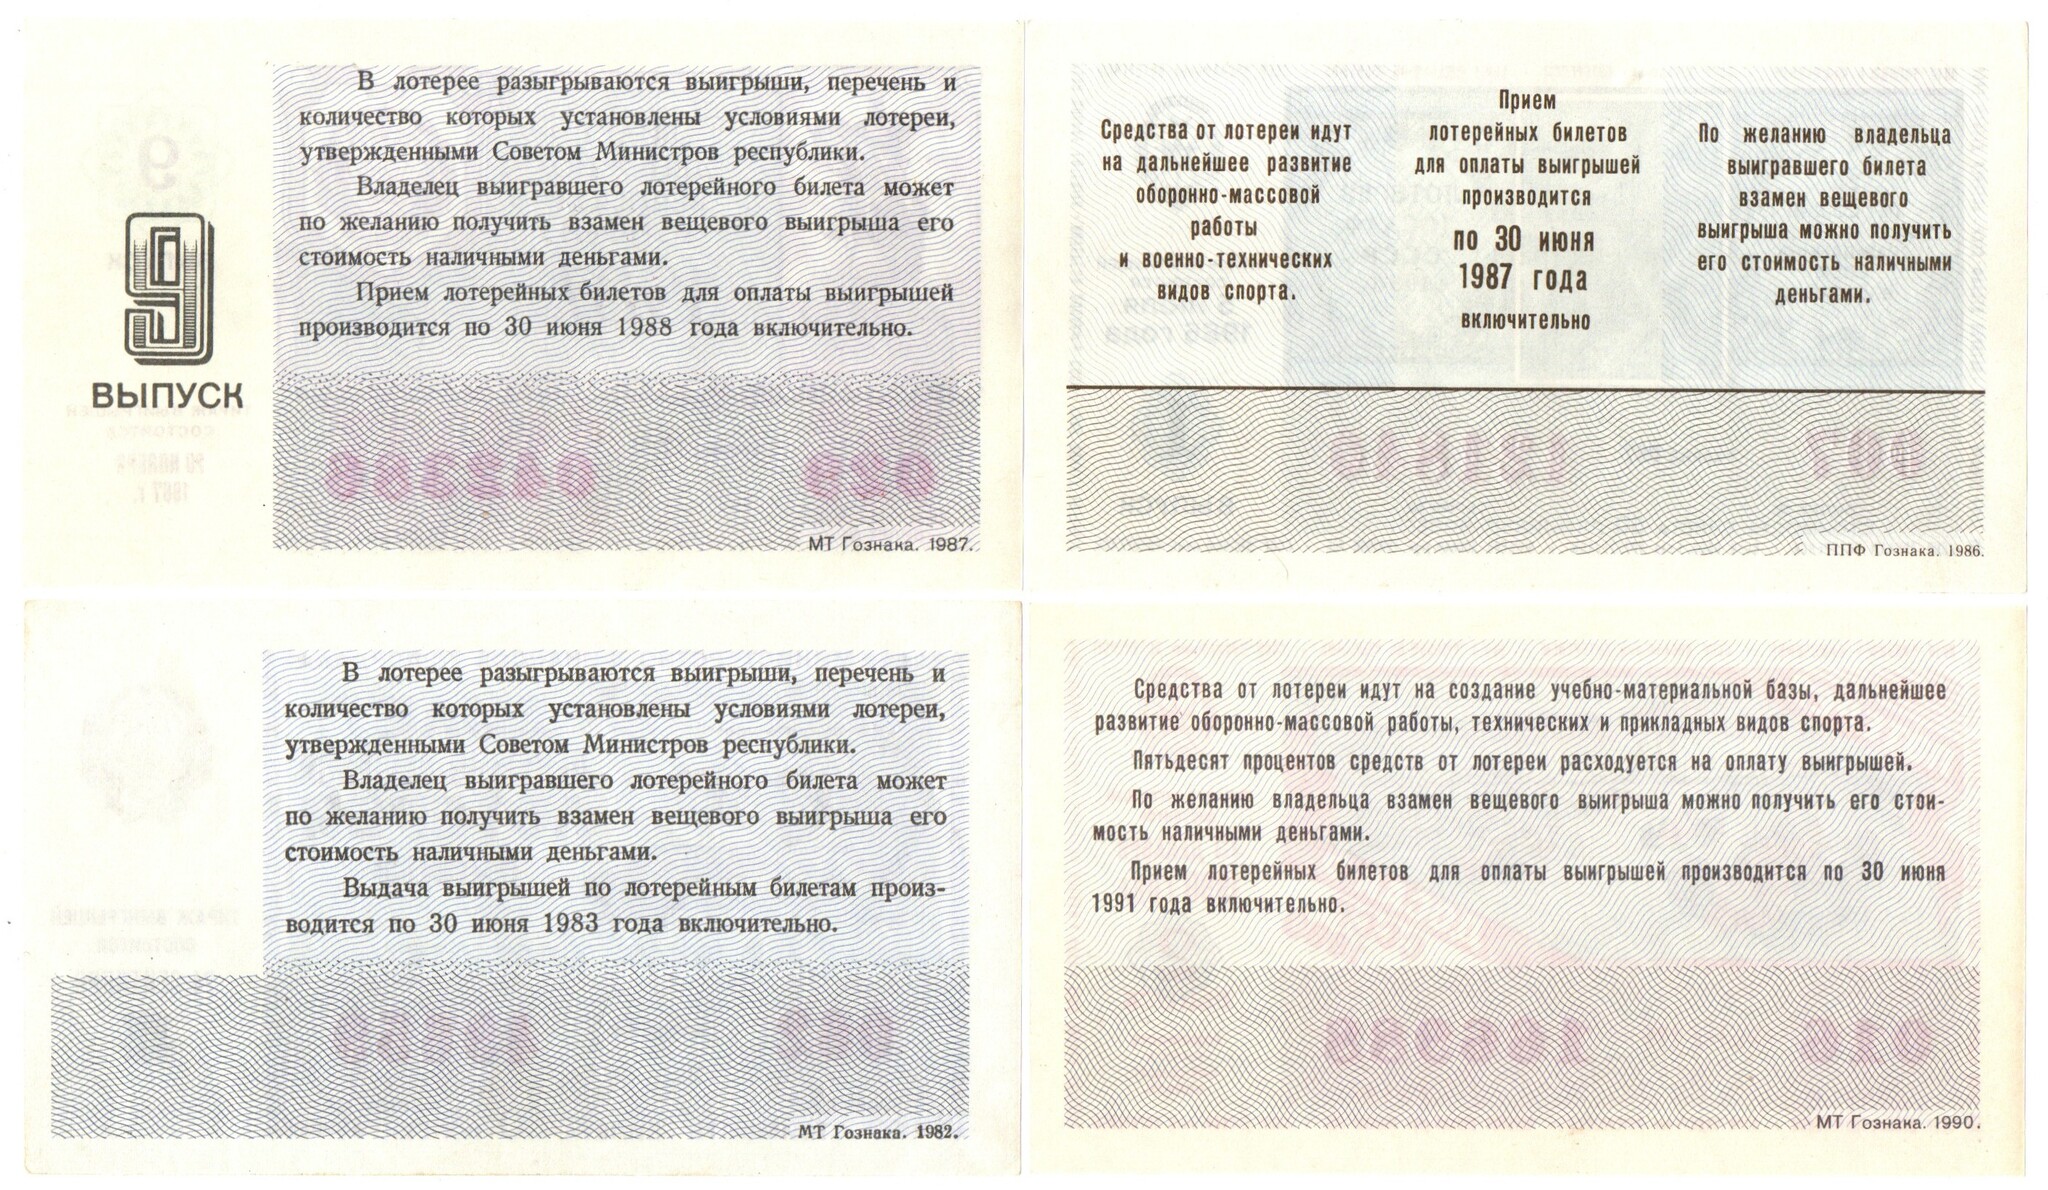 В лотерее разыгрываются выигрыши, перечень и
количество которых установлены условиями лотереи,
утвержденными Советом Министров республики.
Владелец выигравшего лотерейного билета может
по желанию получить взамен вещевого выигрыша его
стоимость наличными деньгами.
Прием лотерейных билетов для оплаты выигрышей
производится по 30 июня 1988 года включительно.
9
ВЫПУСК
МТ Гознака. 1987.
Средства от лотереи идут
на дальнейшее развитие
оборонно-массовой
работы
и военно-технических
видов спорта.
Прием
лотерейных билетов
для оплаты выигрышей
производится
по 30 июня
1987 года
включительно
По желанию владельца
выигравшего билета
взамен вещевого
выигрыша можно получить
его стоимость наличными
деньгами.
ППФ Гознака. 1986.
В лотерее разыгрываются выигрыши, перечень и
количество которых установлены условиями лотереи,
утвержденными Советом Министров республики.
Владелец выигравшего лотерейного билета может
по желанию получить взамен вещевого выигрыша его
стоимость наличными деньгами.
Выдача выигрышей по лотерейным билетам произ-
водится по 30 июня 1983 года включительно.
МТ Гознака. 1982.
Средства от лотереи идут на создание учебно-материальной базы, дальнейшее
развитие оборонно-массовой работы, технических и прикладных видов спорта.
Пятьдесят процентов средств от лотереи расходуется на оплату выигрышей.
По желанию владельца взамен вещевого выигрыша можно получить его стои-
мость наличными деньгами.
Прием лотерейных билетов для оплаты выигрышей производится по 30 июня
1991 года включительно.
МТ Гознака. 1990.